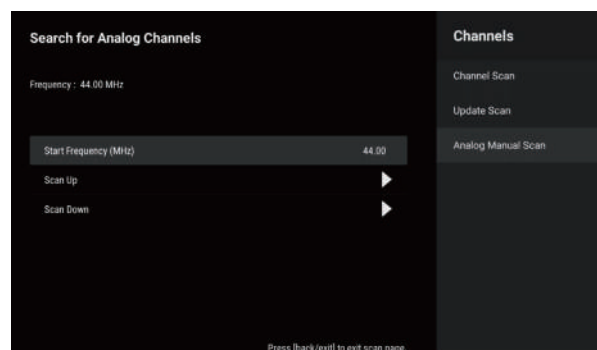 Search for Analog Channels
Frequency : 44.00 MHz
Start Frequency (MHz) 44.00
Scan Up
Scan Down
Press [back/exit] to exit scan page
Channels
Channel Scan
Update Scan
Analog Manual Scan